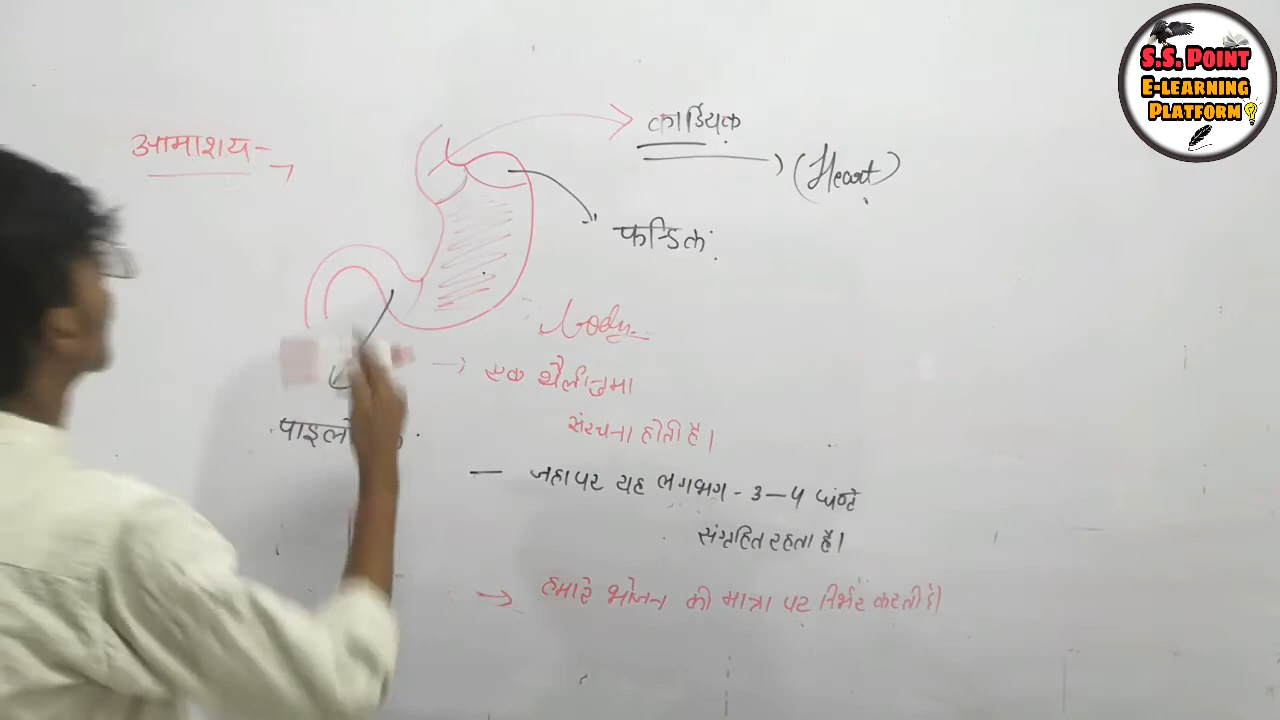 S.S. POINT
E-LEARNING
PLATFORM
आमाशय -
कार्डियक
(Heart)
फन्डिक
body
एक थैलीनुमा
संरचना होती है।
जहा पर यह लगभग - 3 - 4 घण्टे
संग्रहित रहता है।
हमारे भोजन की मात्रा पर निर्भर करती है।